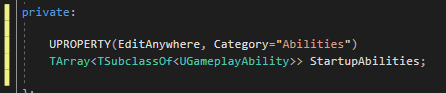 private:
UPROPERTY(EditAnywhere, Category="Abilities")
TArray<TSubclassOf<UGameplayAbility>> StartupAbilities;
};